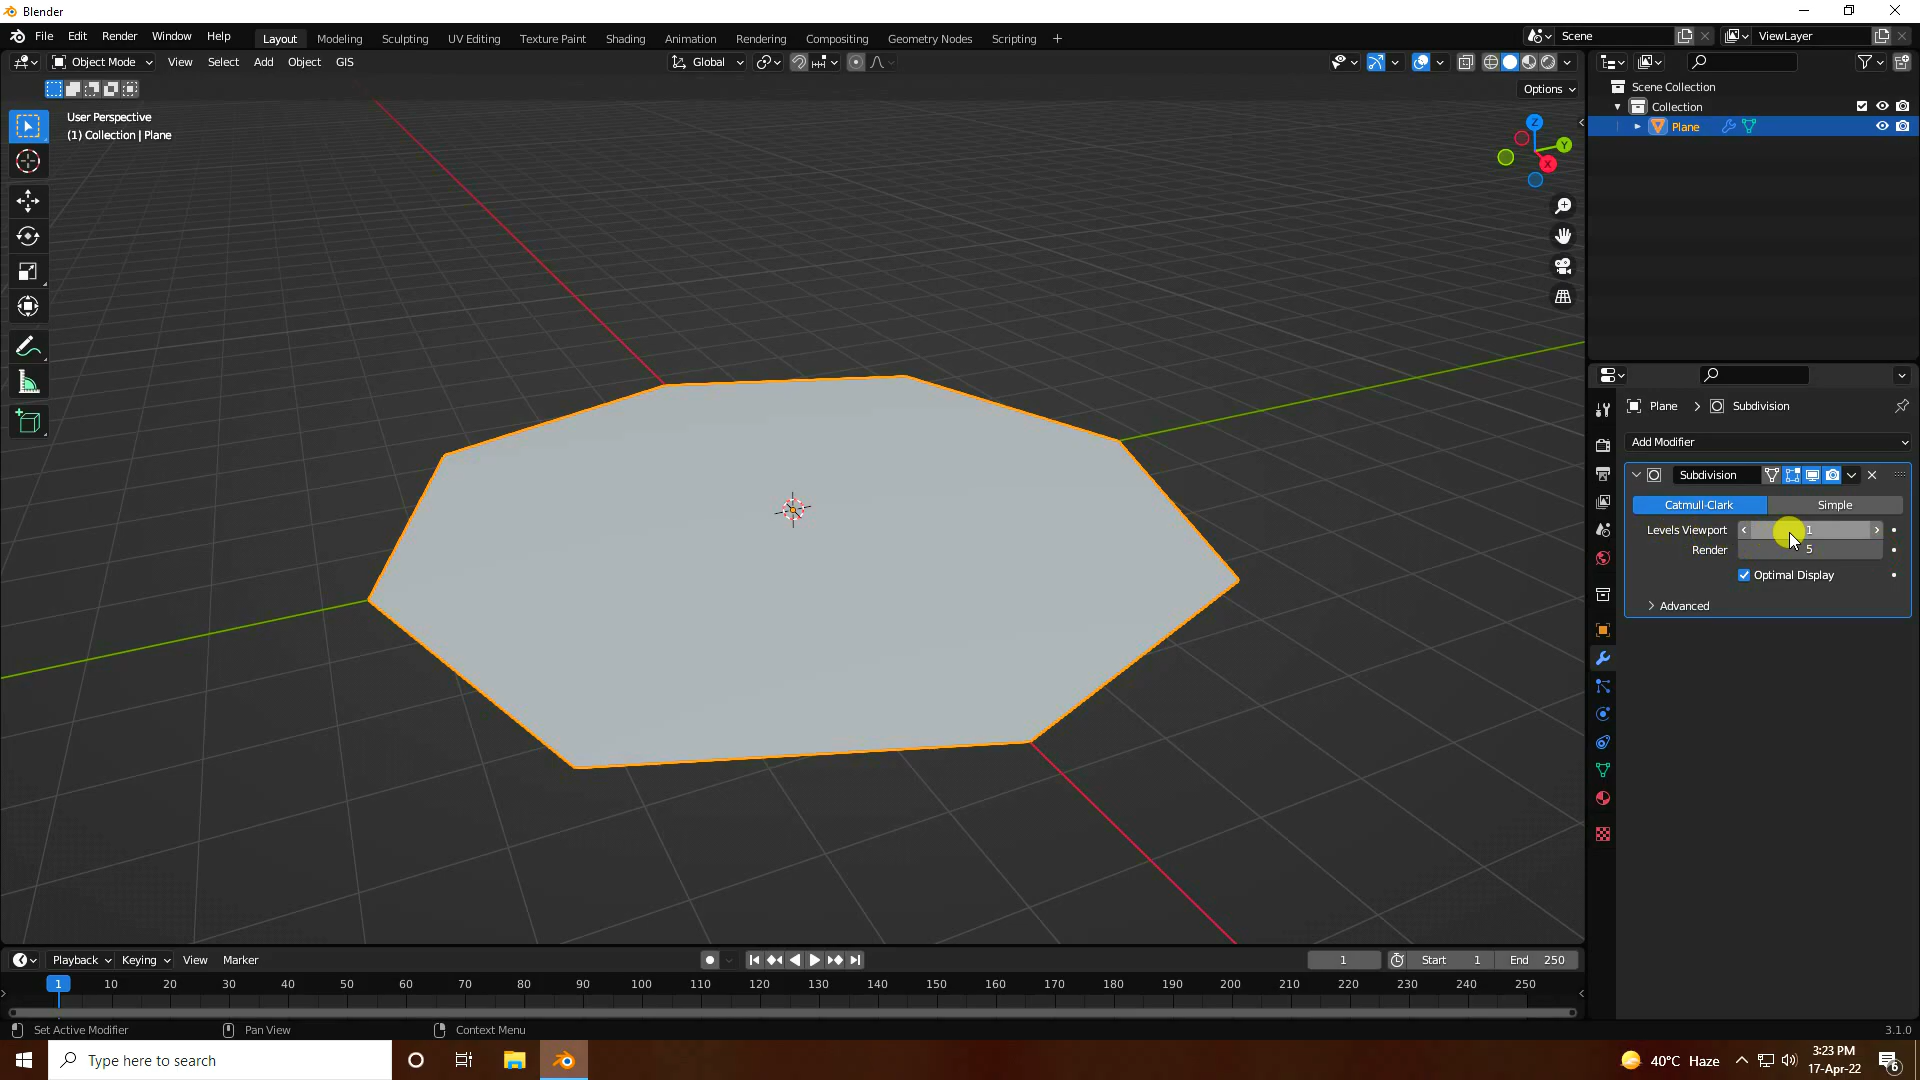 Blender
File Edit Render Window Help
Layout Modeling Sculpting UV Editing Texture Paint Shading Animation Rendering Compositing Geometry Nodes Scripting +
Scene
ViewLayer
Object Mode View Select Add Object GIS
Global
Options
User Perspective
(1) Collection | Plane
Z
Y
X
Scene Collection
Collection
Plane
Plane > Subdivision
Add Modifier
Subdivision
Catmull-Clark Simple
Levels Viewport 1
Render 5
Optimal Display
Advanced
Playback Keying View Marker
1 Start 1 End 250
1 10 20 30 40 50 60 70 80 90 100 110 120 130 140 150 160 170 180 190 200 210 220 230 240 250
Set Active Modifier Pan View Context Menu
3.1.0
Type here to search
40°C Haze
3:23 PM
17-Apr-22
6